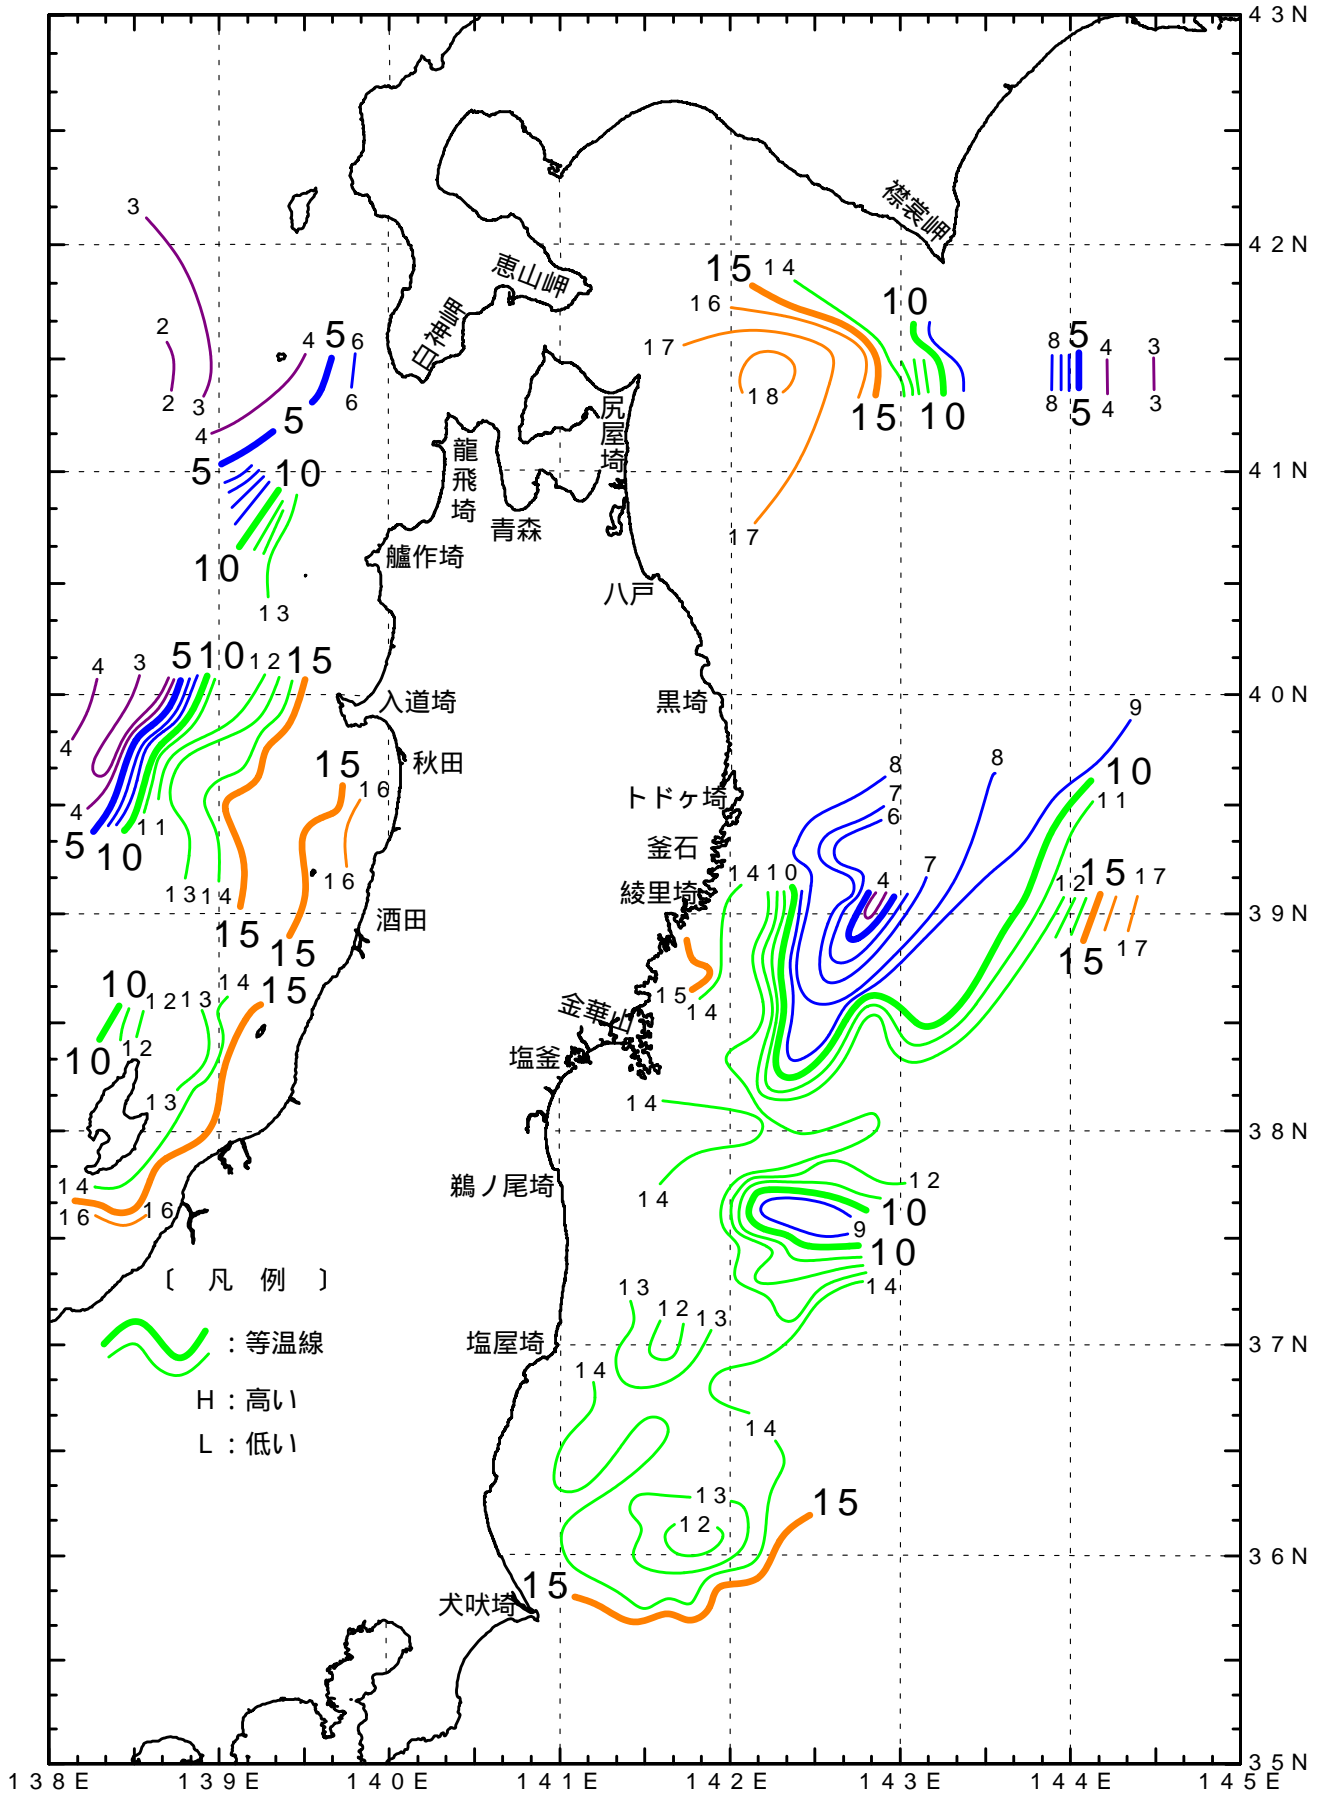 43N
襟裳岬
3
42N
恵山岬
15 14
16
10
白神岬
2 4 5 6
17
8 5 4 3
18
2 3 6
8 5 4 3
15 10
尻屋埼
4 5
龍飛埼
5 10
41N
青森
17
艫作埼
10
八戸
13
4 3 5 10 12 15
入道埼
黒埼
40N
9
4
秋田
15
8 8
10
16
7
トドヶ埼
4
6
11
11
5 10
釜石
16
14 10
4 7
12 15 17
13 14
綾里埼
15
酒田
39N
15
17
15
10 12 13 14 15
15
14
金華山
10 12
塩釜
13
14
38N
14
16 16
鵜ノ尾埼
14
12
10
9
10
〔 凡 例 〕
14
13 12 13
:等温線
塩屋埼
37N
14
H:高い
14
L:低い
13
15
12
36N
15
犬吠埼
35N
138E 139E 140E 141E 142E 143E 144E 145E